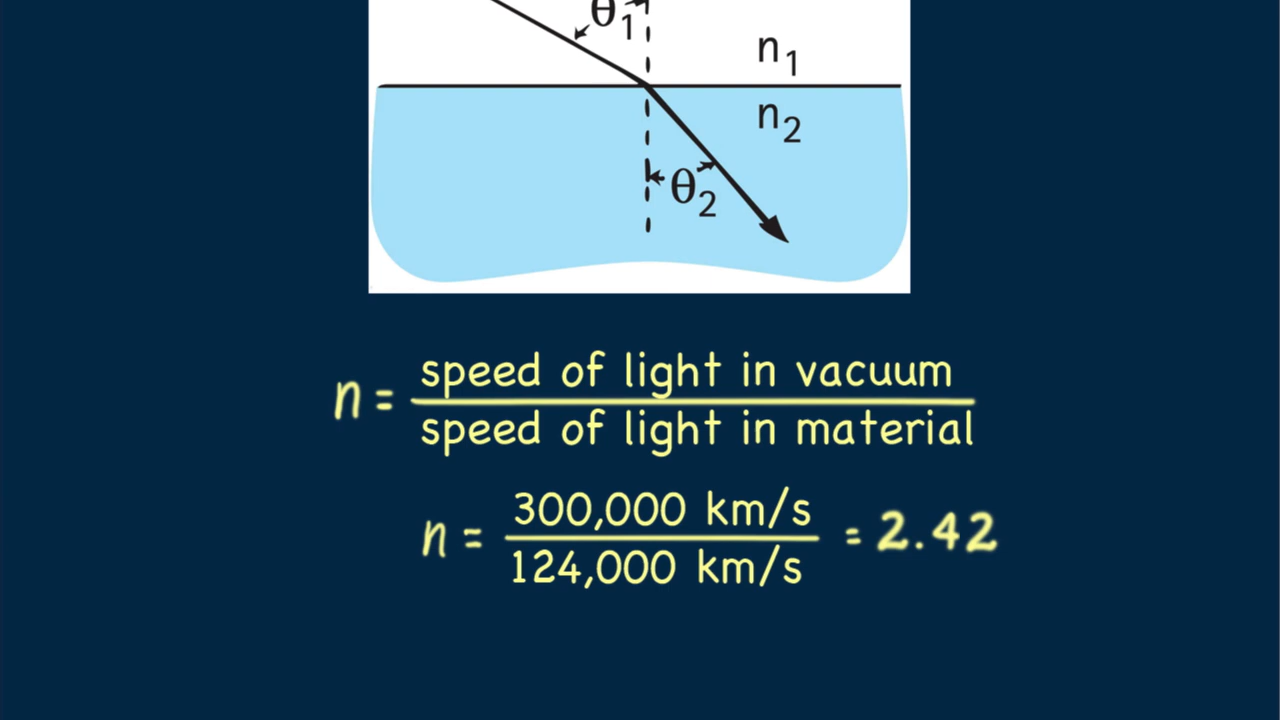 θ1
n1
n2
θ2
n = speed of light in vacuum
speed of light in material
n = 300,000 km/s = 2.42
124,000 km/s